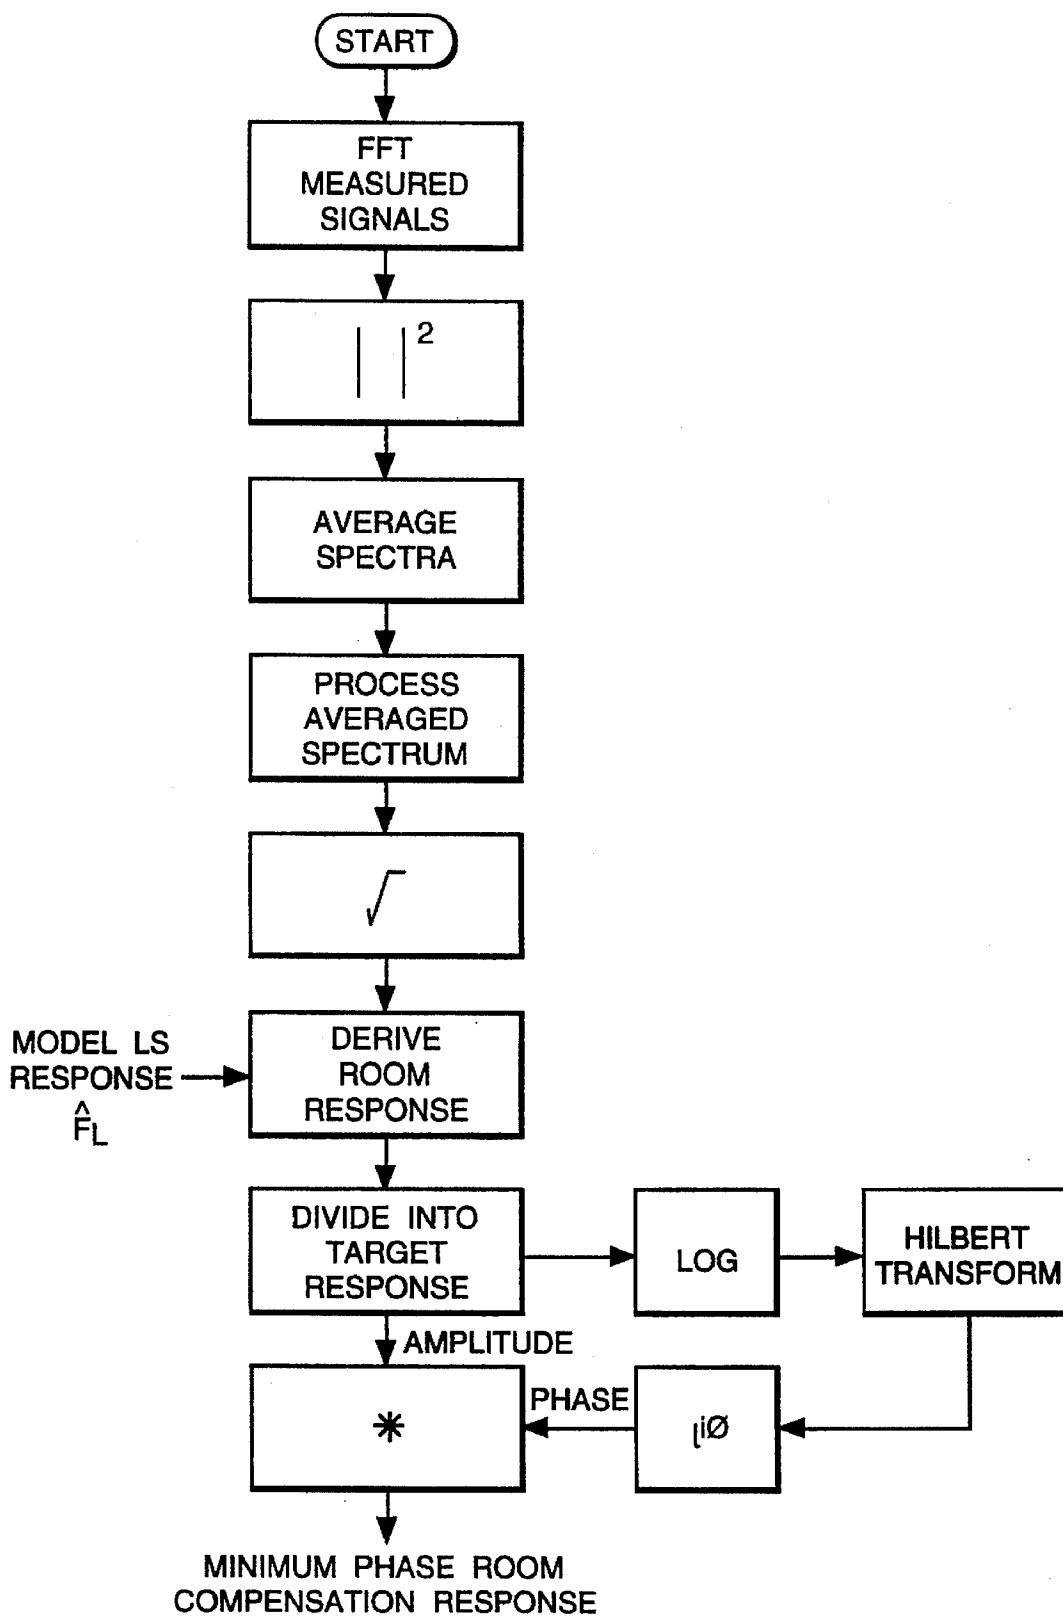 START
FFT
MEASURED
SIGNALS
| |²
AVERAGE
SPECTRA
PROCESS
AVERAGED
SPECTRUM
√
MODEL LS
RESPONSE
F̂L
DERIVE
ROOM
RESPONSE
DIVIDE INTO
TARGET
RESPONSE
LOG
HILBERT
TRANSFORM
AMPLITUDE
*
PHASE
ɩiØ
MINIMUM PHASE ROOM
COMPENSATION RESPONSE